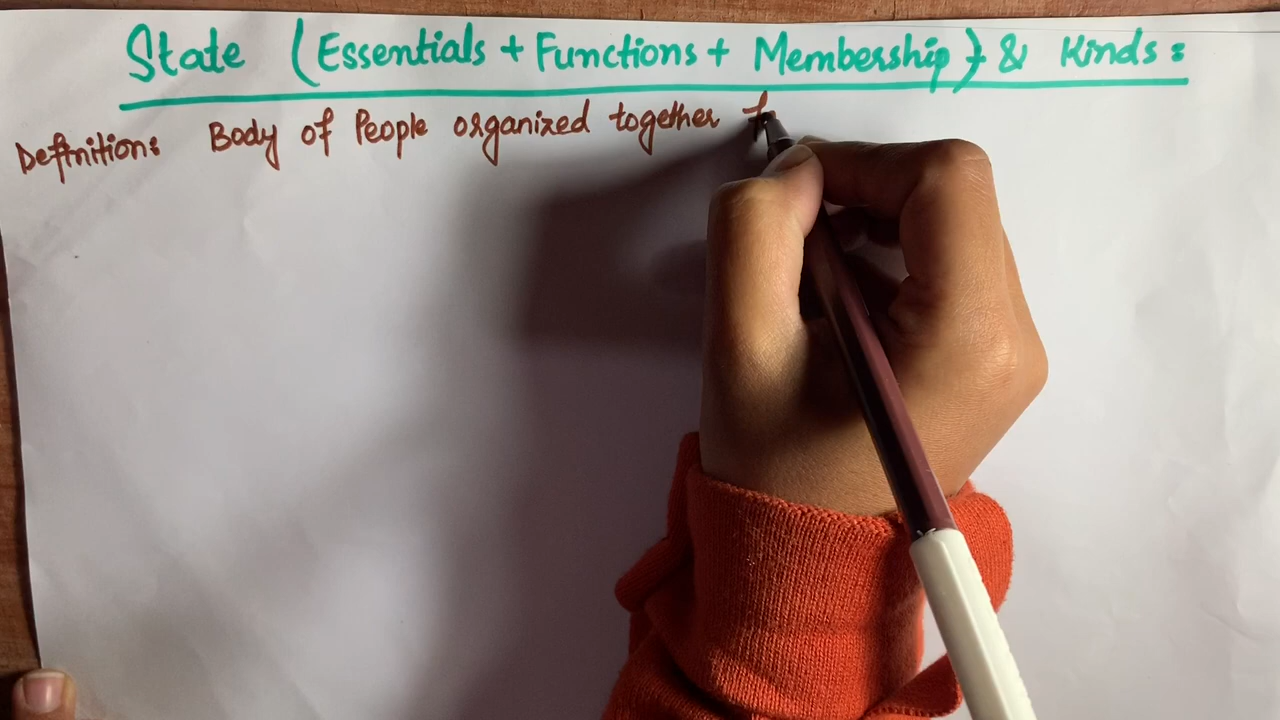 State (Essentials + Functions + Membership) & Kinds:
Definition: Body of People organized together